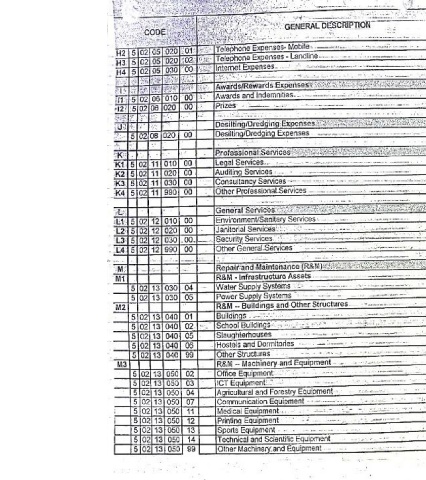 CODE GENERAL DESCRIPTION
H2 5 02 05 020 01 Telephone Expenses- Mobile
H3 5 02 05 020 02 Telephone Expenses - Landline
H4 5 02 05 030 00 Internet Expenses
I Awards/Rewards Expenses
I1 5 02 06 010 00 Awards and Indemnities
I2 5 02 06 020 00 Prizes
J Desilting/Dredging Expenses
5 02 08 020 00 Desilting/Dredging Expenses
K Professional Services
K1 5 02 11 010 00 Legal Services
K2 5 02 11 020 00 Auditing Services
K3 5 02 11 030 00 Consultancy Services
K4 5 02 11 990 00 Other Professional Services
L General Services
L1 5 02 12 010 00 Environment/Sanitary Services
L2 5 02 12 020 00 Janitorial Services
L3 5 02 12 030 00 Security Services
L4 5 02 12 990 00 Other General Services
M Repair and Maintenance (R&M)
M1 R&M - Infrastructure Assets
5 02 13 030 04 Water Supply Systems
5 02 13 030 05 Power Supply Systems
M2 R&M – Buildings and Other Structures
5 02 13 040 01 Buildings
5 02 13 040 02 School Buildings
5 02 13 040 05 Slaughterhouses
5 02 13 040 06 Hostels and Dormitories
5 02 13 040 99 Other Structures
M3 R&M – Machinery and Equipment
5 02 13 050 02 Office Equipment
5 02 13 050 03 ICT Equipment
5 02 13 050 04 Agricultural and Forestry Equipment
5 02 13 050 07 Communication Equipment
5 02 13 050 11 Medical Equipment
5 02 13 050 12 Printing Equipment
5 02 13 050 13 Sports Equipment
5 02 13 050 14 Technical and Scientific Equipment
5 02 13 050 99 Other Machinery and Equipment